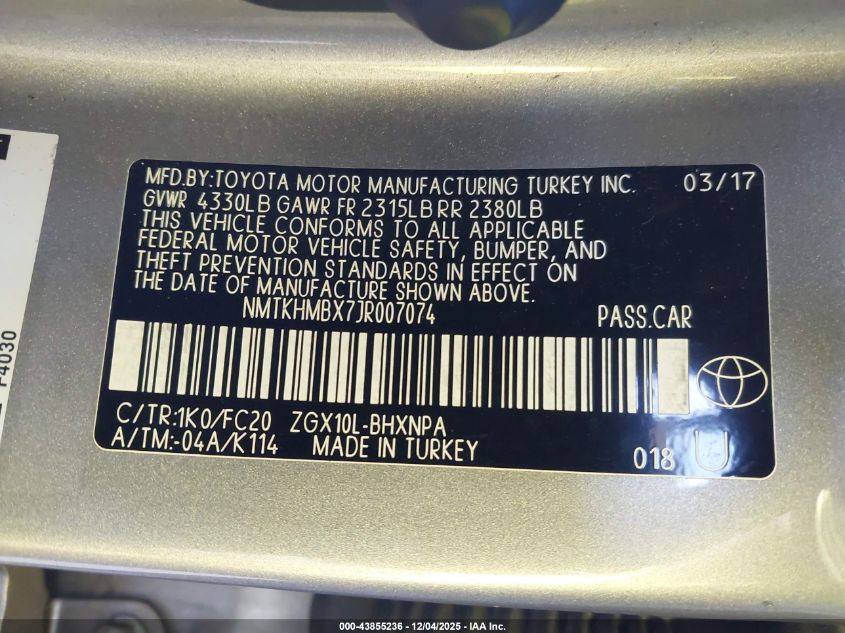 MFD.BY:TOYOTA MOTOR MANUFACTURING TURKEY INC. 03/17
GVWR 4330LB GAWR FR 2315LB RR 2380LB
THIS VEHICLE CONFORMS TO ALL APPLICABLE
FEDERAL MOTOR VEHICLE SAFETY, BUMPER, AND
THEFT PREVENTION STANDARDS IN EFFECT ON
THE DATE OF MANUFACTURE SHOWN ABOVE.
NMTKHMBX7JR007074 PASS.CAR
C/TR:1K0/FC20 ZGX10L-BHXNPA
A/TM:-04A/K114 MADE IN TURKEY
018 U
F4030
000-43855236 - 12/04/2025 - IAA Inc.